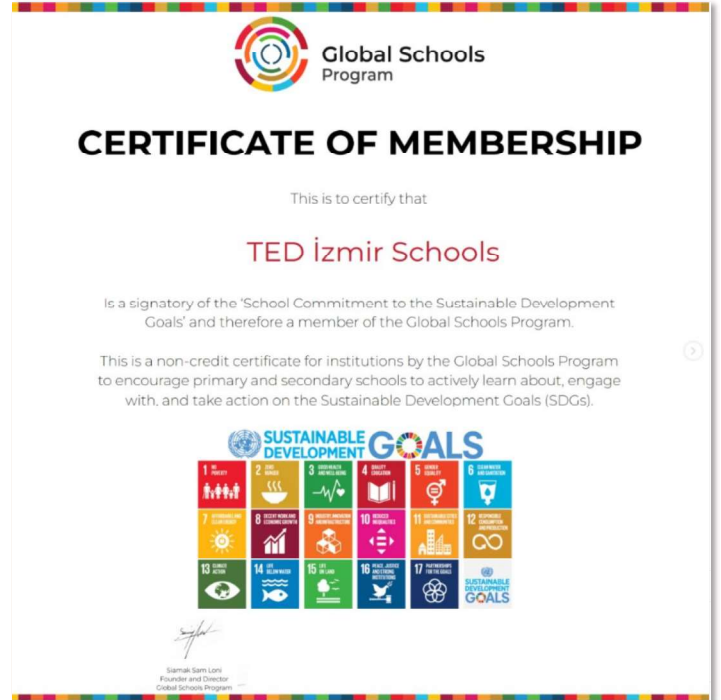 Global Schools
Program
CERTIFICATE OF MEMBERSHIP
This is to certify that
TED İzmir Schools
Is a signatory of the 'School Commitment to the Sustainable Development
Goals' and therefore a member of the Global Schools Program.
This is a non-credit certificate for institutions by the Global Schools Program
to encourage primary and secondary schools to actively learn about, engage
with, and take action on the Sustainable Development Goals (SDGs).
SUSTAINABLE
DEVELOPMENT GOALS
1 NO POVERTY
2 ZERO HUNGER
3 GOOD HEALTH AND WELL-BEING
4 QUALITY EDUCATION
5 GENDER EQUALITY
6 CLEAN WATER AND SANITATION
7 AFFORDABLE AND CLEAN ENERGY
8 DECENT WORK AND ECONOMIC GROWTH
9 INDUSTRY, INNOVATION AND INFRASTRUCTURE
10 REDUCED INEQUALITIES
11 SUSTAINABLE CITIES AND COMMUNITIES
12 RESPONSIBLE CONSUMPTION AND PRODUCTION
13 CLIMATE ACTION
14 LIFE BELOW WATER
15 LIFE ON LAND
16 PEACE, JUSTICE AND STRONG INSTITUTIONS
17 PARTNERSHIPS FOR THE GOALS
SUSTAINABLE
DEVELOPMENT
GOALS
Siamak Sam Loni
Founder and Director
Global Schools Program